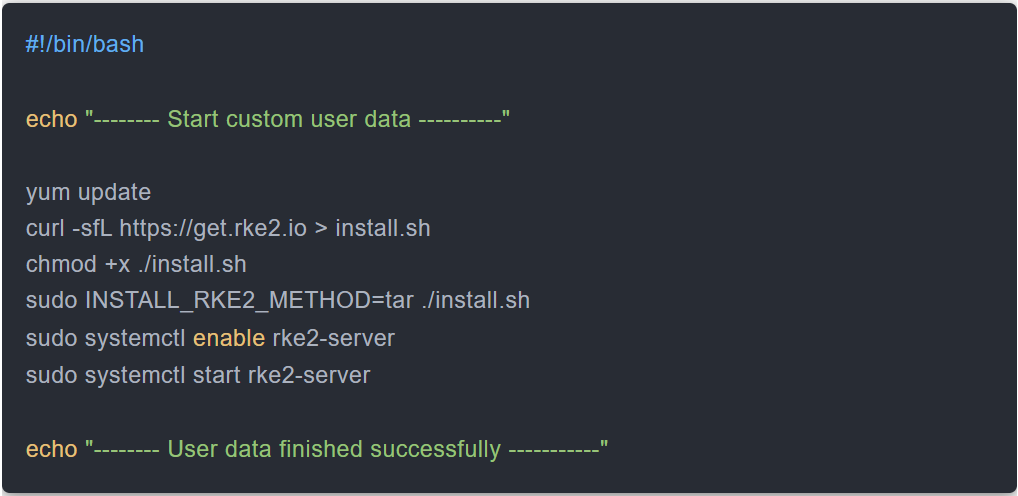 #!/bin/bash
echo "-------- Start custom user data ----------"
yum update
curl -sfL https://get.rke2.io > install.sh
chmod +x ./install.sh
sudo INSTALL_RKE2_METHOD=tar ./install.sh
sudo systemctl enable rke2-server
sudo systemctl start rke2-server
echo "-------- User data finished successfully -----------"